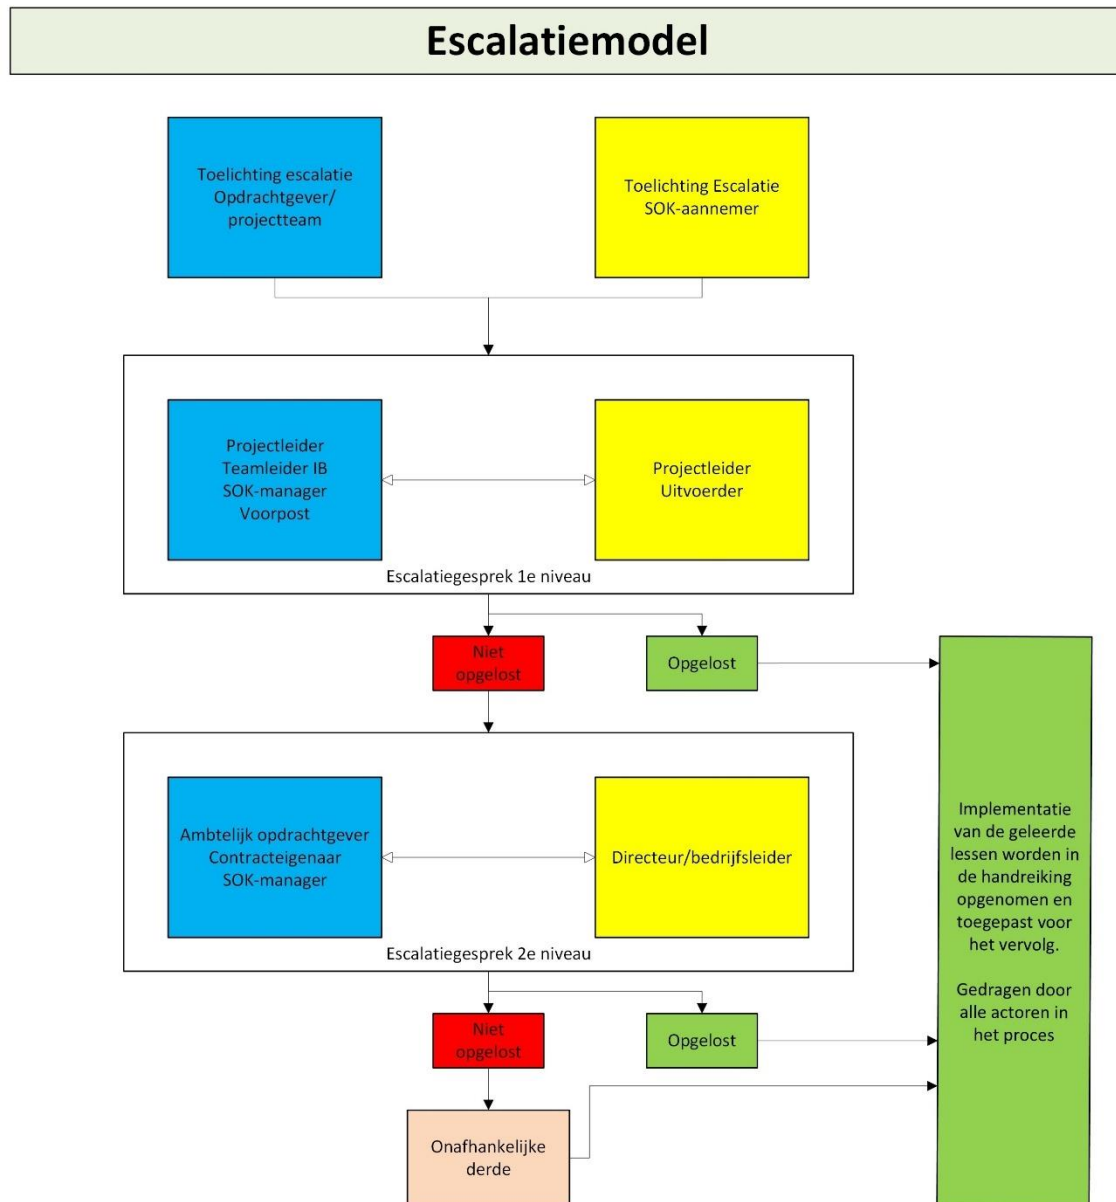 Escalatiemodel
Toelichting escalatie
Opdrachtgever/
projectteam
Toelichting Escalatie
SOK-aannemer
Projectleider
Teamleider IB
SOK-manager
Voorpost
Projectleider
Uitvoerder
Escalatiegesprek 1e niveau
Niet
opgelost
Opgelost
Ambtelijk opdrachtgever
Contracteigenaar
SOK-manager
Directeur/bedrijfsleider
Escalatiegesprek 2e niveau
Niet
opgelost
Opgelost
Onafhankelijke
derde
Implementatie
van de geleerde
lessen worden in
de handreiking
opgenomen en
toegepast voor
het vervolg.
Gedragen door
alle actoren in
het proces